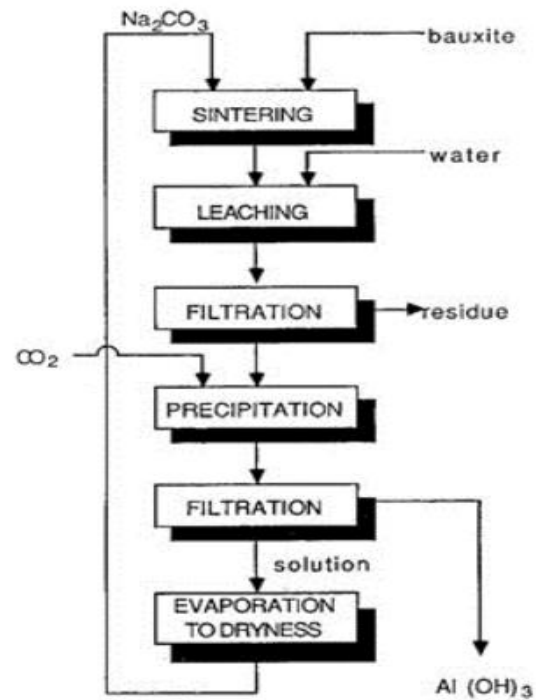 Na₂CO₃
bauxite
SINTERING
water
LEACHING
FILTRATION
residue
CO₂
PRECIPITATION
FILTRATION
solution
EVAPORATION
TO DRYNESS
Al (OH)₃